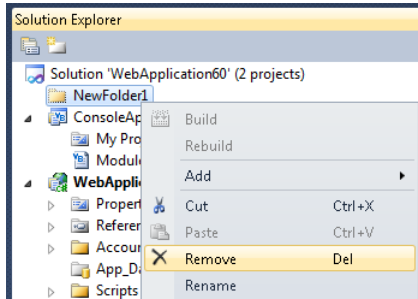 Solution Explorer
Solution 'WebApplication60' (2 projects)
NewFolder1
ConsoleAp
Build
My Pro
Rebuild
Module
WebApplic
Add
Propert
Cut Ctrl+X
Referer
Paste Ctrl+V
Accour
Remove Del
App_Da
Scripts
Rename